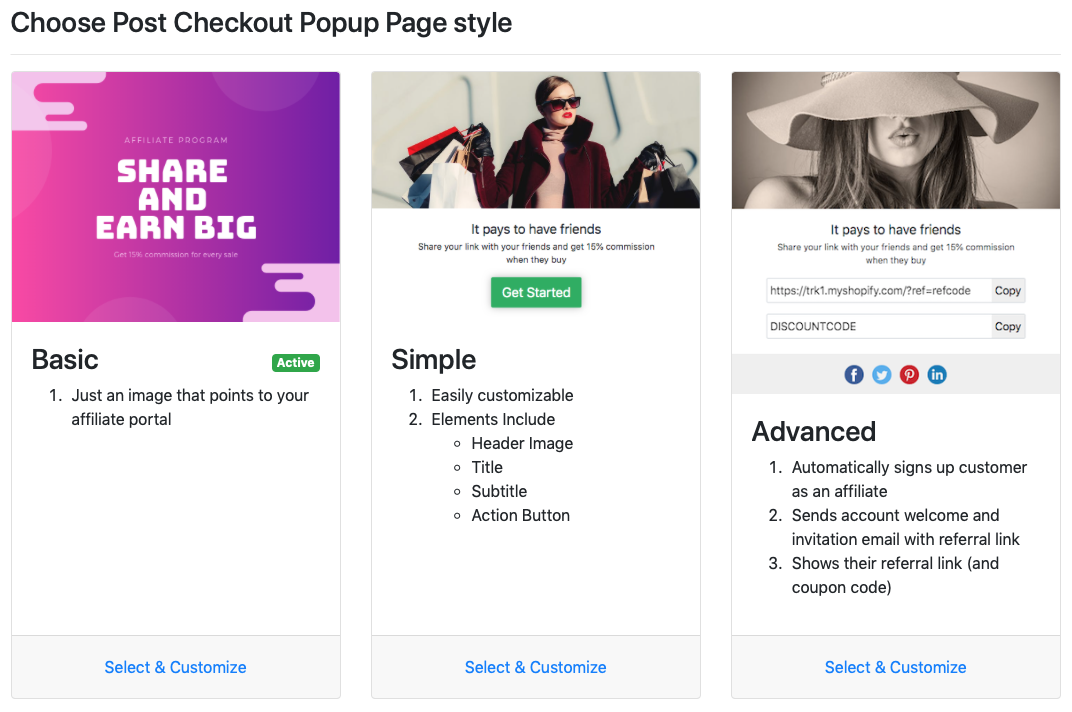 Choose Post Checkout Popup Page style
AFFILIATE PROGRAM
SHARE
AND
EARN BIG
Get 15% commission for every sale
Basic
Active
1. Just an image that points to your
affiliate portal
Select & Customize
It pays to have friends
Share your link with your friends and get 15% commission
when they buy
Get Started
Simple
1. Easily customizable
2. Elements Include
Header Image
Title
Subtitle
Action Button
Select & Customize
It pays to have friends
Share your link with your friends and get 15% commission
when they buy
https://trk1.myshopify.com/?ref=refcode Copy
DISCOUNTCODE Copy
f
in
Advanced
1. Automatically signs up customer
as an affiliate
2. Sends account welcome and
invitation email with referral link
3. Shows their referral link (and
coupon code)
Select & Customize